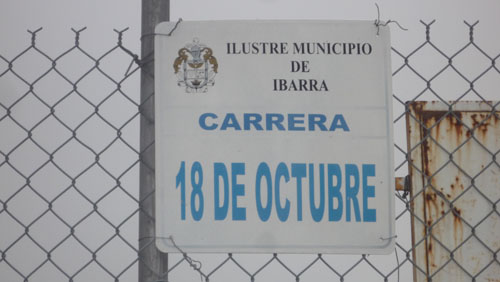 ILUSTRE MUNICIPIO
DE
IBARRA
CARRERA
18 DE OCTUBRE